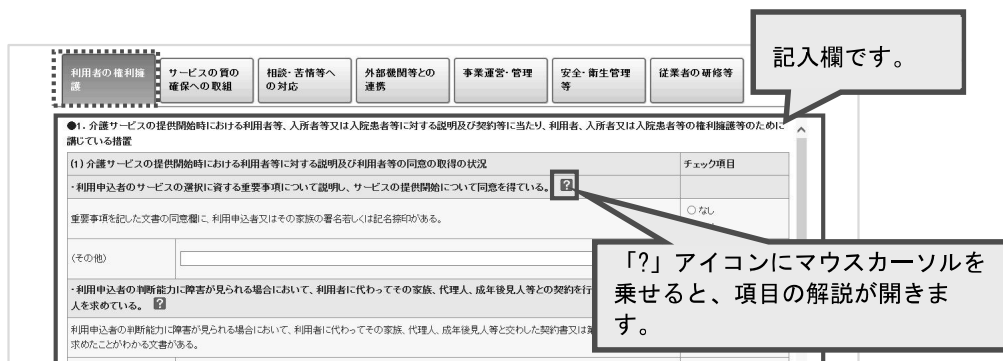 記入欄です。
利用者の権利擁
護
サービスの質の
確保への取組
相談・苦情等へ
の対応
外部機関等との
連携
事業運営・管理
安全・衛生管理
等
従業者の研修等
●1. 介護サービスの提供開始時における利用者等、入所者等又は入院患者等に対する説明及び契約等に当たり、利用者、入所者又は入院患者等の権利擁護等のために
講じている措置
(1) 介護サービスの提供開始時における利用者等に対する説明及び利用者等の同意の取得の状況
チェック項目
・利用申込者のサービスの選択に資する重要事項について説明し、サービスの提供開始について同意を得ている。 ?
重要事項を記した文書の同意欄に、利用申込者又はその家族の署名若しくは記名捺印がある。
なし
(その他)
「?」アイコンにマウスカーソルを
乗せると、項目の解説が開きま
す。
・利用申込者の判断能力に障害が見られる場合において、利用者に代わってその家族、代理人、成年後見人等との契約を行
人を求めている。 ?
利用申込者の判断能力に障害が見られる場合において、利用者に代わってその家族、代理人、成年後見人等と交わした契約書又は
求めたことがわかる文書がある。